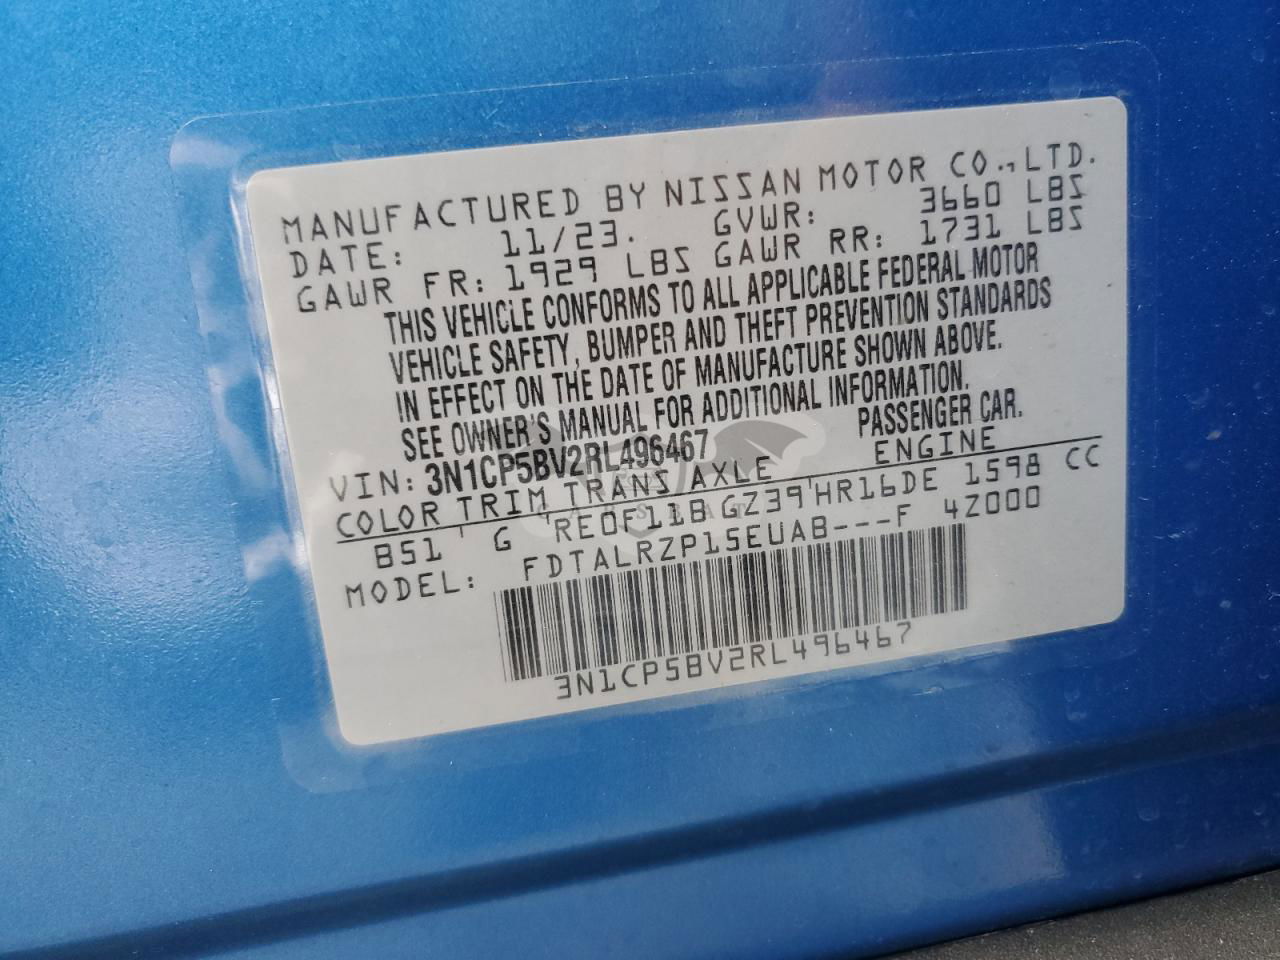 MANUFACTURED BY NISSAN MOTOR CO.,LTD.
DATE: 11/23. GVWR: 3660 LBS
GAWR FR: 1929 LBS GAWR RR: 1731 LBS
THIS VEHICLE CONFORMS TO ALL APPLICABLE FEDERAL MOTOR
VEHICLE SAFETY, BUMPER AND THEFT PREVENTION STANDARDS
IN EFFECT ON THE DATE OF MANUFACTURE SHOWN ABOVE.
SEE OWNER'S MANUAL FOR ADDITIONAL INFORMATION.
VIN: 3N1CP5BV2RL496467 PASSENGER CAR.
COLOR TRIM TRANS AXLE ENGINE
B51 G RE0F11B GZ39 HR16DE 1598 CC
MODEL: FDTALRZP15EUAB---F 42000
3N1CP5BV2RL496467
CARSBAT